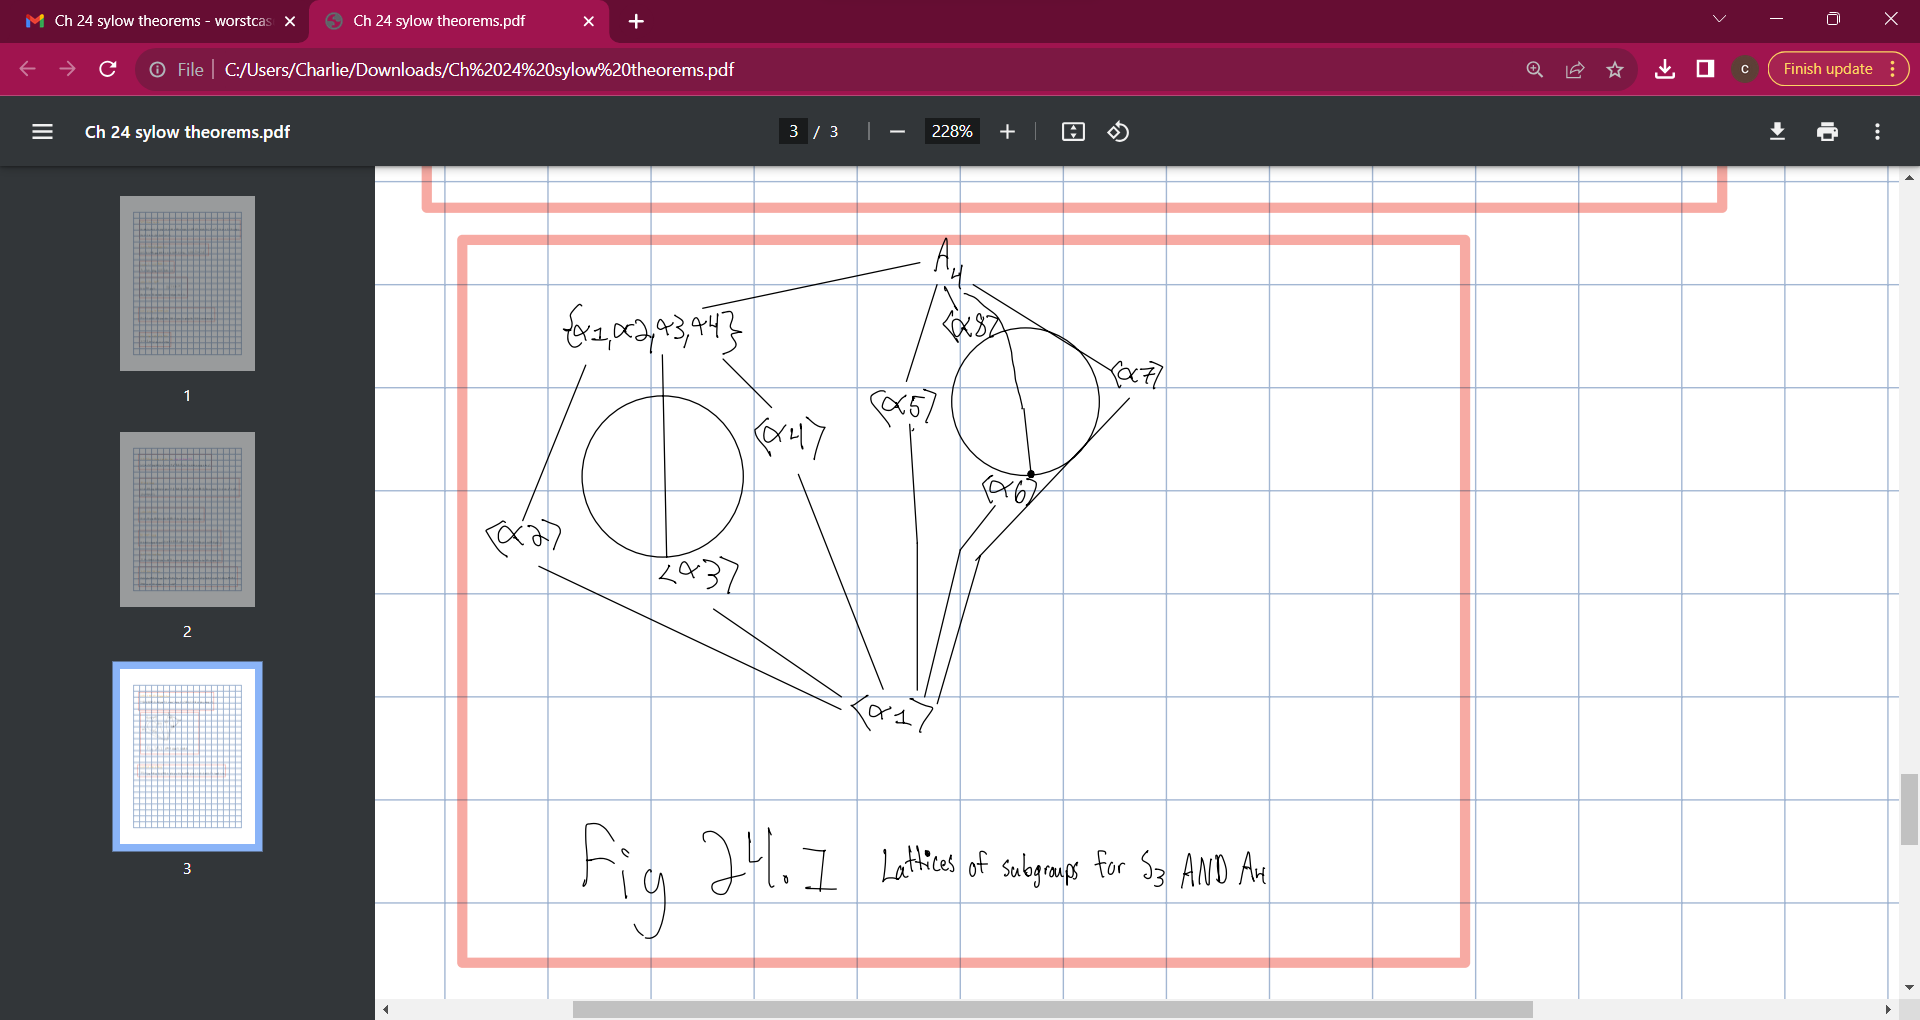 Ch 24 sylow theorems - worstcas
Ch 24 sylow theorems.pdf
File | C:/Users/Charlie/Downloads/Ch%2024%20sylow%20theorems.pdf
C
Finish update
Ch 24 sylow theorems.pdf
3 / 3
228%
1
2
3
A4
{α1,α2,α3,α4}
⟨α8⟩
⟨α7⟩
⟨α5⟩
⟨α4⟩
⟨α6⟩
⟨α2⟩
⟨α3⟩
⟨α1⟩
Fig 24.1 Lattices of subgroups for S3 AND A4